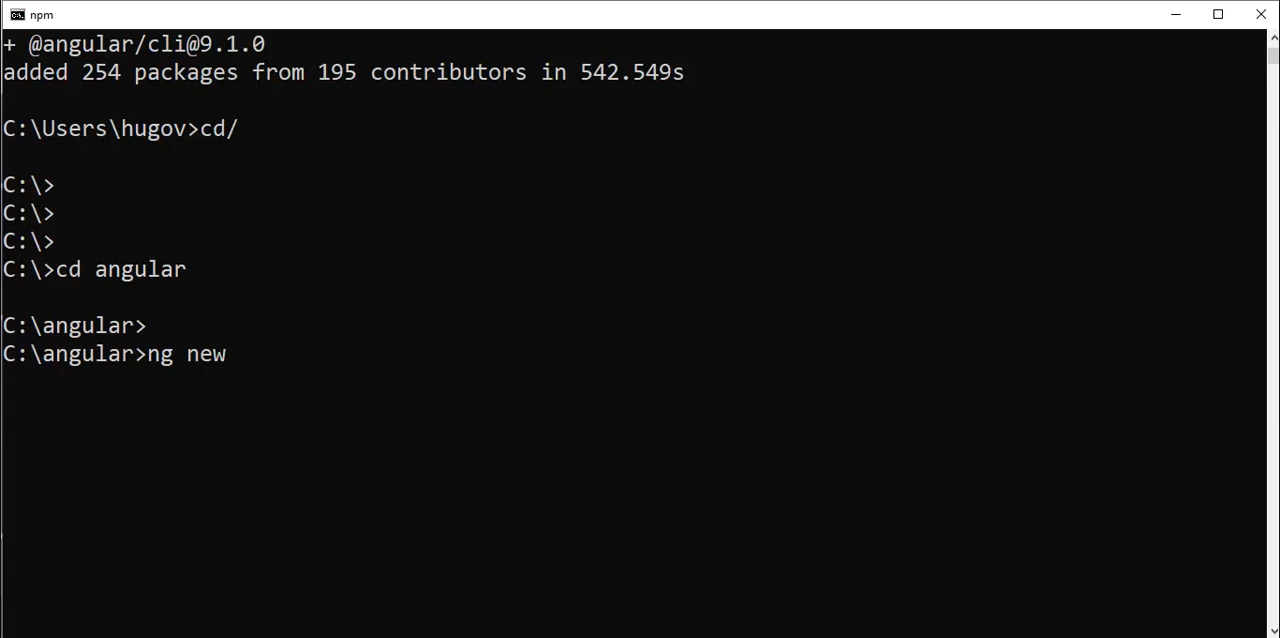 npm
+ @angular/cli@9.1.0
added 254 packages from 195 contributors in 542.549s
C:\Users\hugov>cd/
C:\>
C:\>
C:\>
C:\>cd angular
C:\angular>
C:\angular>ng new